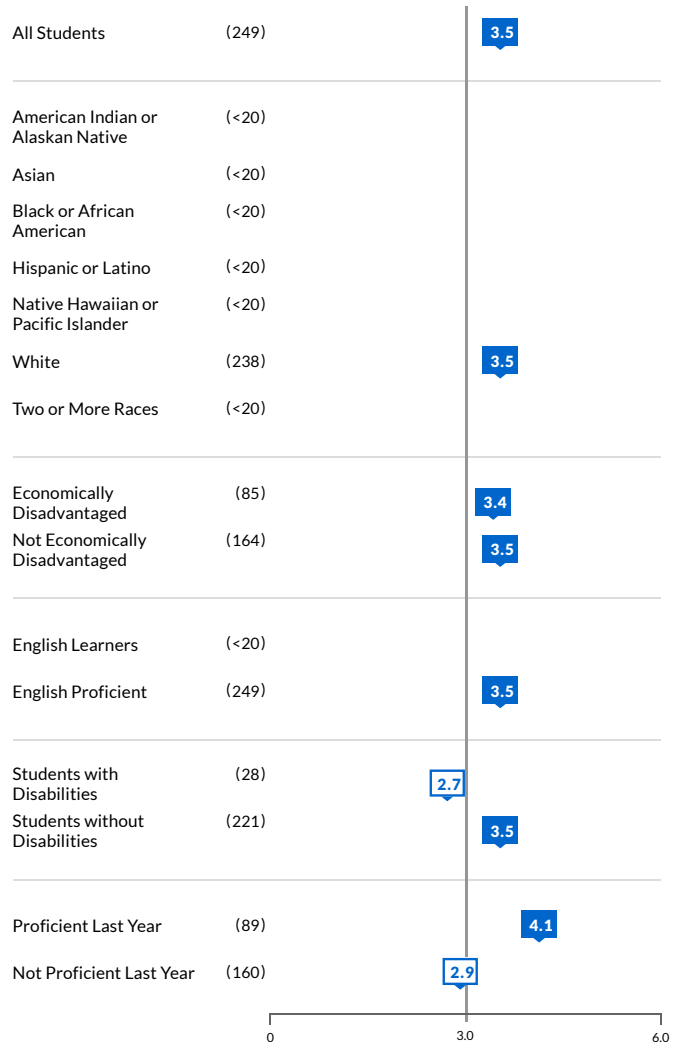 All Students (249) 3.5
American Indian or (<20)
Alaskan Native
Asian (<20)
Black or African (<20)
American
Hispanic or Latino (<20)
Native Hawaiian or (<20)
Pacific Islander
White (238) 3.5
Two or More Races (<20)
Economically (85) 3.4
Disadvantaged
Not Economically (164) 3.5
Disadvantaged
English Learners (<20)
English Proficient (249) 3.5
Students with (28) 2.7
Disabilities
Students without (221) 3.5
Disabilities
Proficient Last Year (89) 4.1
Not Proficient Last Year (160) 2.9
0 3.0 6.0